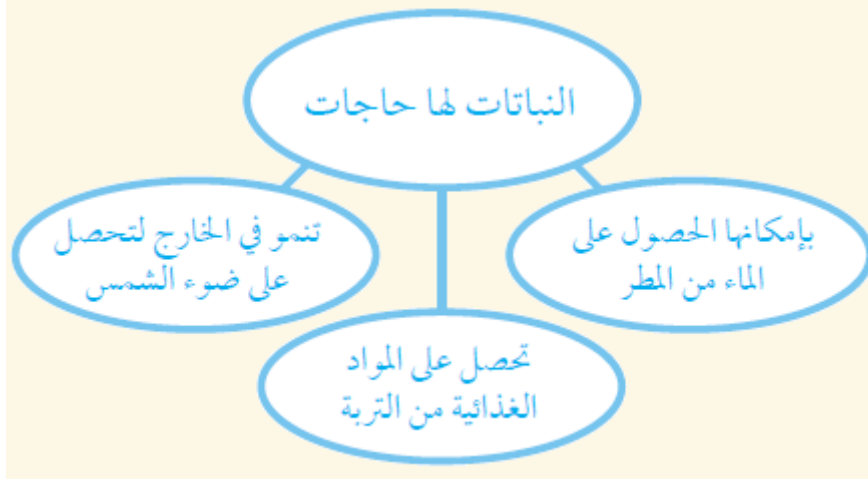 النباتات لها حاجات
بإمكانها الحصول على
الماء من المطر
تنمو في الخارج لتحصل
على ضوء الشمس
تحصل على المواد
الغذائية من التربة